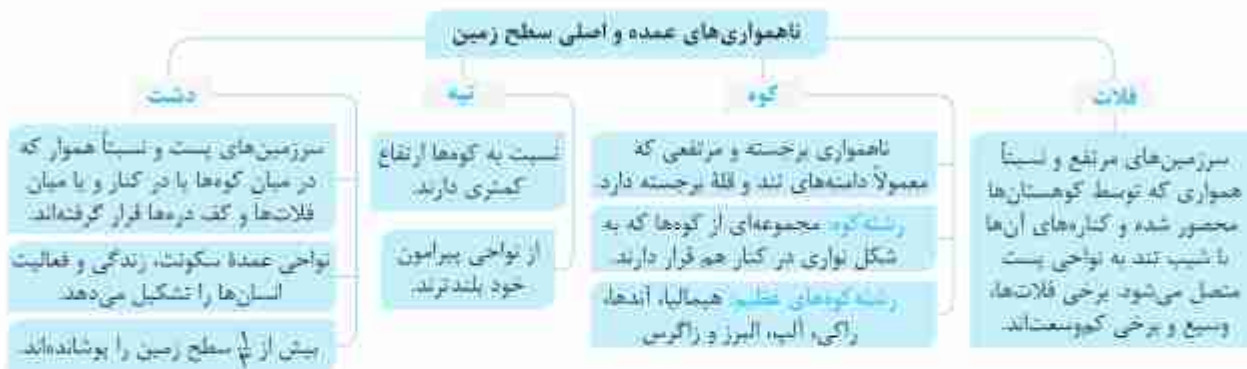 ناهمواری‌های عمده و اصلی سطح زمین
فلات
سرزمین‌های مرتفع و نسبتاً
همواری که توسط کوهستان‌ها
محصور شده و کناره‌های آن‌ها
با شیب تند به نواحی پست
متصل می‌شود. برخی فلات‌ها،
وسیع و برخی کم‌وسعت‌اند.
کوه
ناهمواری برجسته و مرتفعی که
معمولاً دامنه‌های تند و قلهٔ برجسته دارد.
رشته‌کوه: مجموعه‌ای از کوه‌ها که به
شکل نواری در کنار هم قرار دارند.
رشته‌کوه‌های عظیم: هیمالیا، آندها،
راکی، آلپ، البرز و زاگرس
تپه
نسبت به کوه‌ها ارتفاع
کمتری دارند.
از نواحی پیرامون
خود بلندترند.
دشت
سرزمین‌های پست و نسبتاً هموار که
در میان کوه‌ها یا در کنار و یا میان
فلات‌ها و کف دره‌ها قرار گرفته‌اند.
نواحی عمدهٔ سکونت، زندگی و فعالیت
انسان‌ها را تشکیل می‌دهد.
بیش از سطح زمین را پوشانده‌اند.